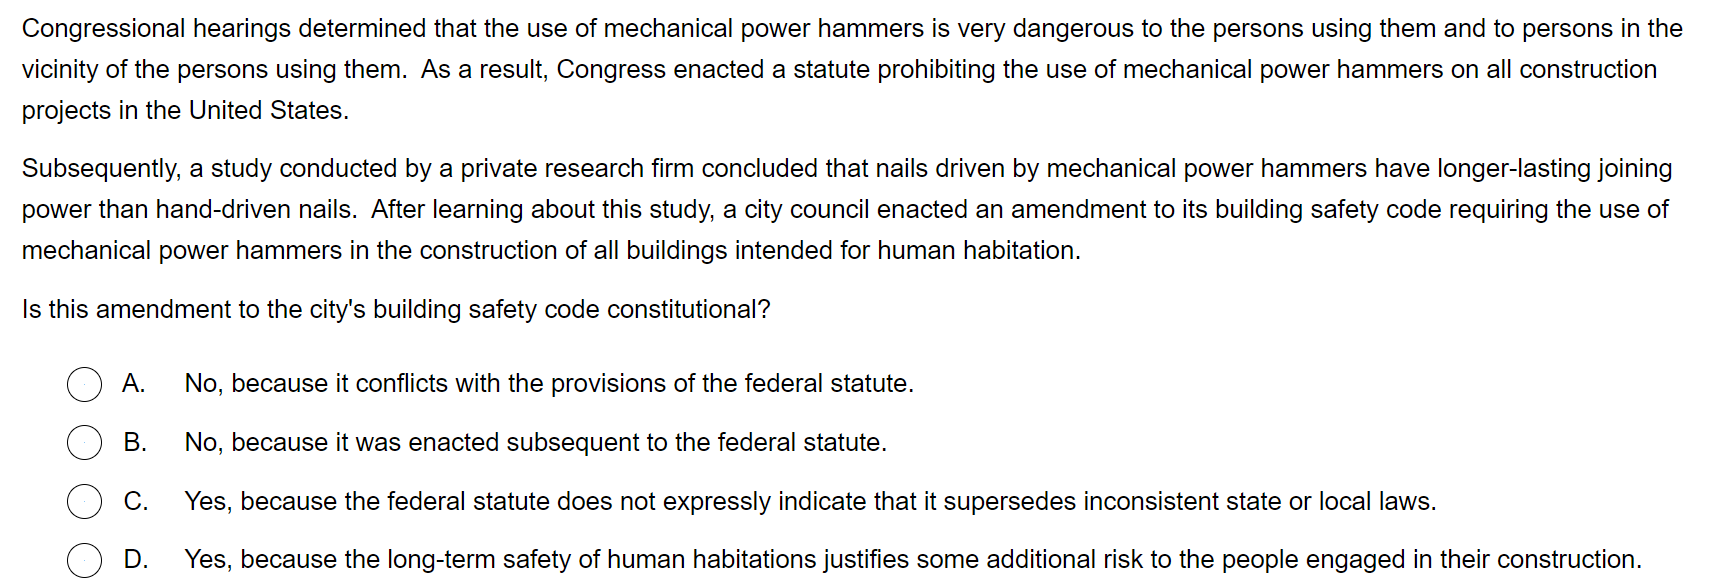 Congressional hearings determined that the use of mechanical power hammers is very dangerous to the persons using them and to persons in the
vicinity of the persons using them.  As a result, Congress enacted a statute prohibiting the use of mechanical power hammers on all construction
projects in the United States.
Subsequently, a study conducted by a private research firm concluded that nails driven by mechanical power hammers have longer-lasting joining
power than hand-driven nails.  After learning about this study, a city council enacted an amendment to its building safety code requiring the use of
mechanical power hammers in the construction of all buildings intended for human habitation.
Is this amendment to the city's building safety code constitutional?
A. No, because it conflicts with the provisions of the federal statute.
B. No, because it was enacted subsequent to the federal statute.
C. Yes, because the federal statute does not expressly indicate that it supersedes inconsistent state or local laws.
D. Yes, because the long-term safety of human habitations justifies some additional risk to the people engaged in their construction.